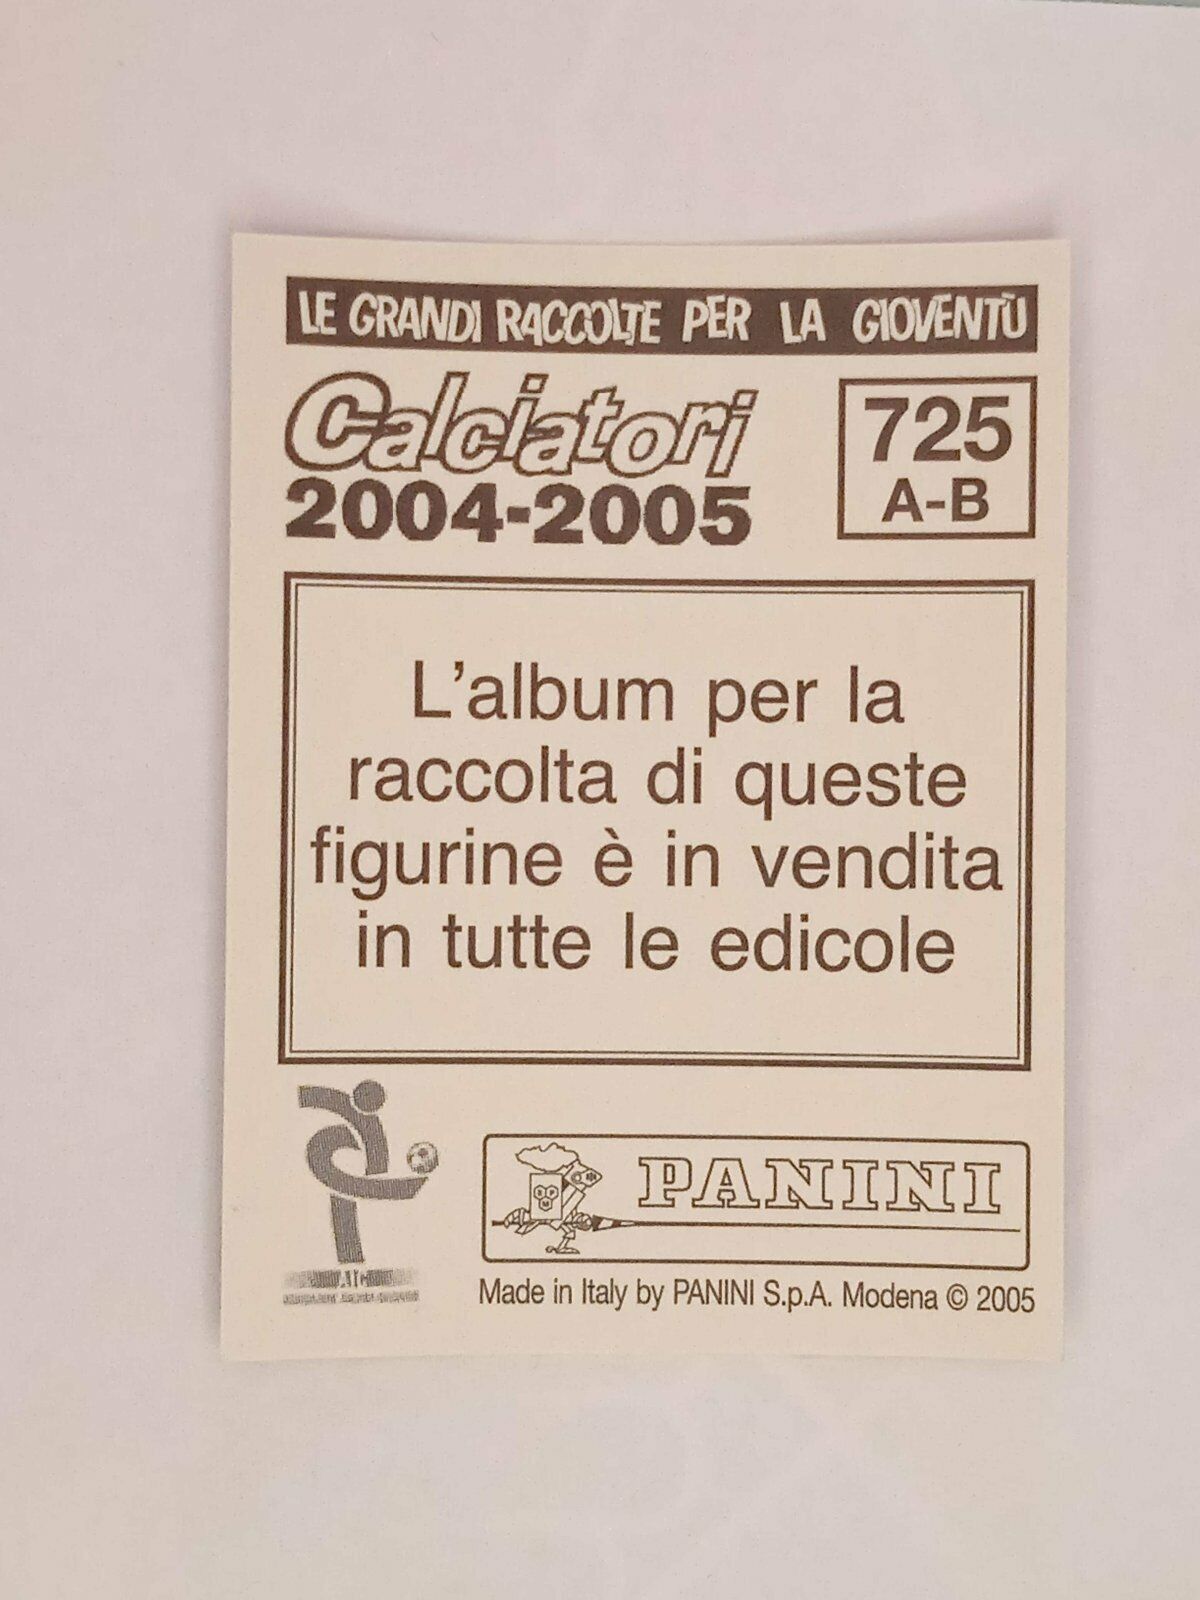 LE GRANDI RACCOLTE PER LA GIOVENTÙ
Calciatori
2004-2005
725
A-B
L'album per la
raccolta di queste
figurine è in vendita
in tutte le edicole
PANINI
Made in Italy by PANINI S.p.A. Modena © 2005